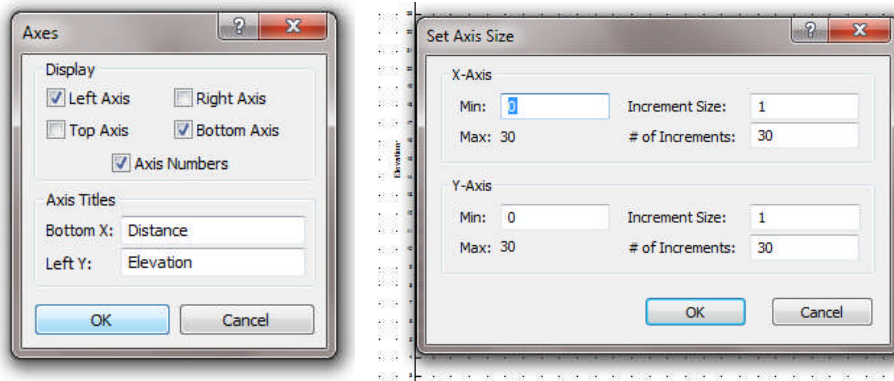 Axes
Display
Left Axis Right Axis
Top Axis Bottom Axis
Axis Numbers
Axis Titles
Bottom X: Distance
Left Y: Elevation
OK Cancel
Elevation
Set Axis Size
X-Axis
Min: 0 Increment Size: 1
Max: 30 # of Increments: 30
Y-Axis
Min: 0 Increment Size: 1
Max: 30 # of Increments: 30
OK Cancel